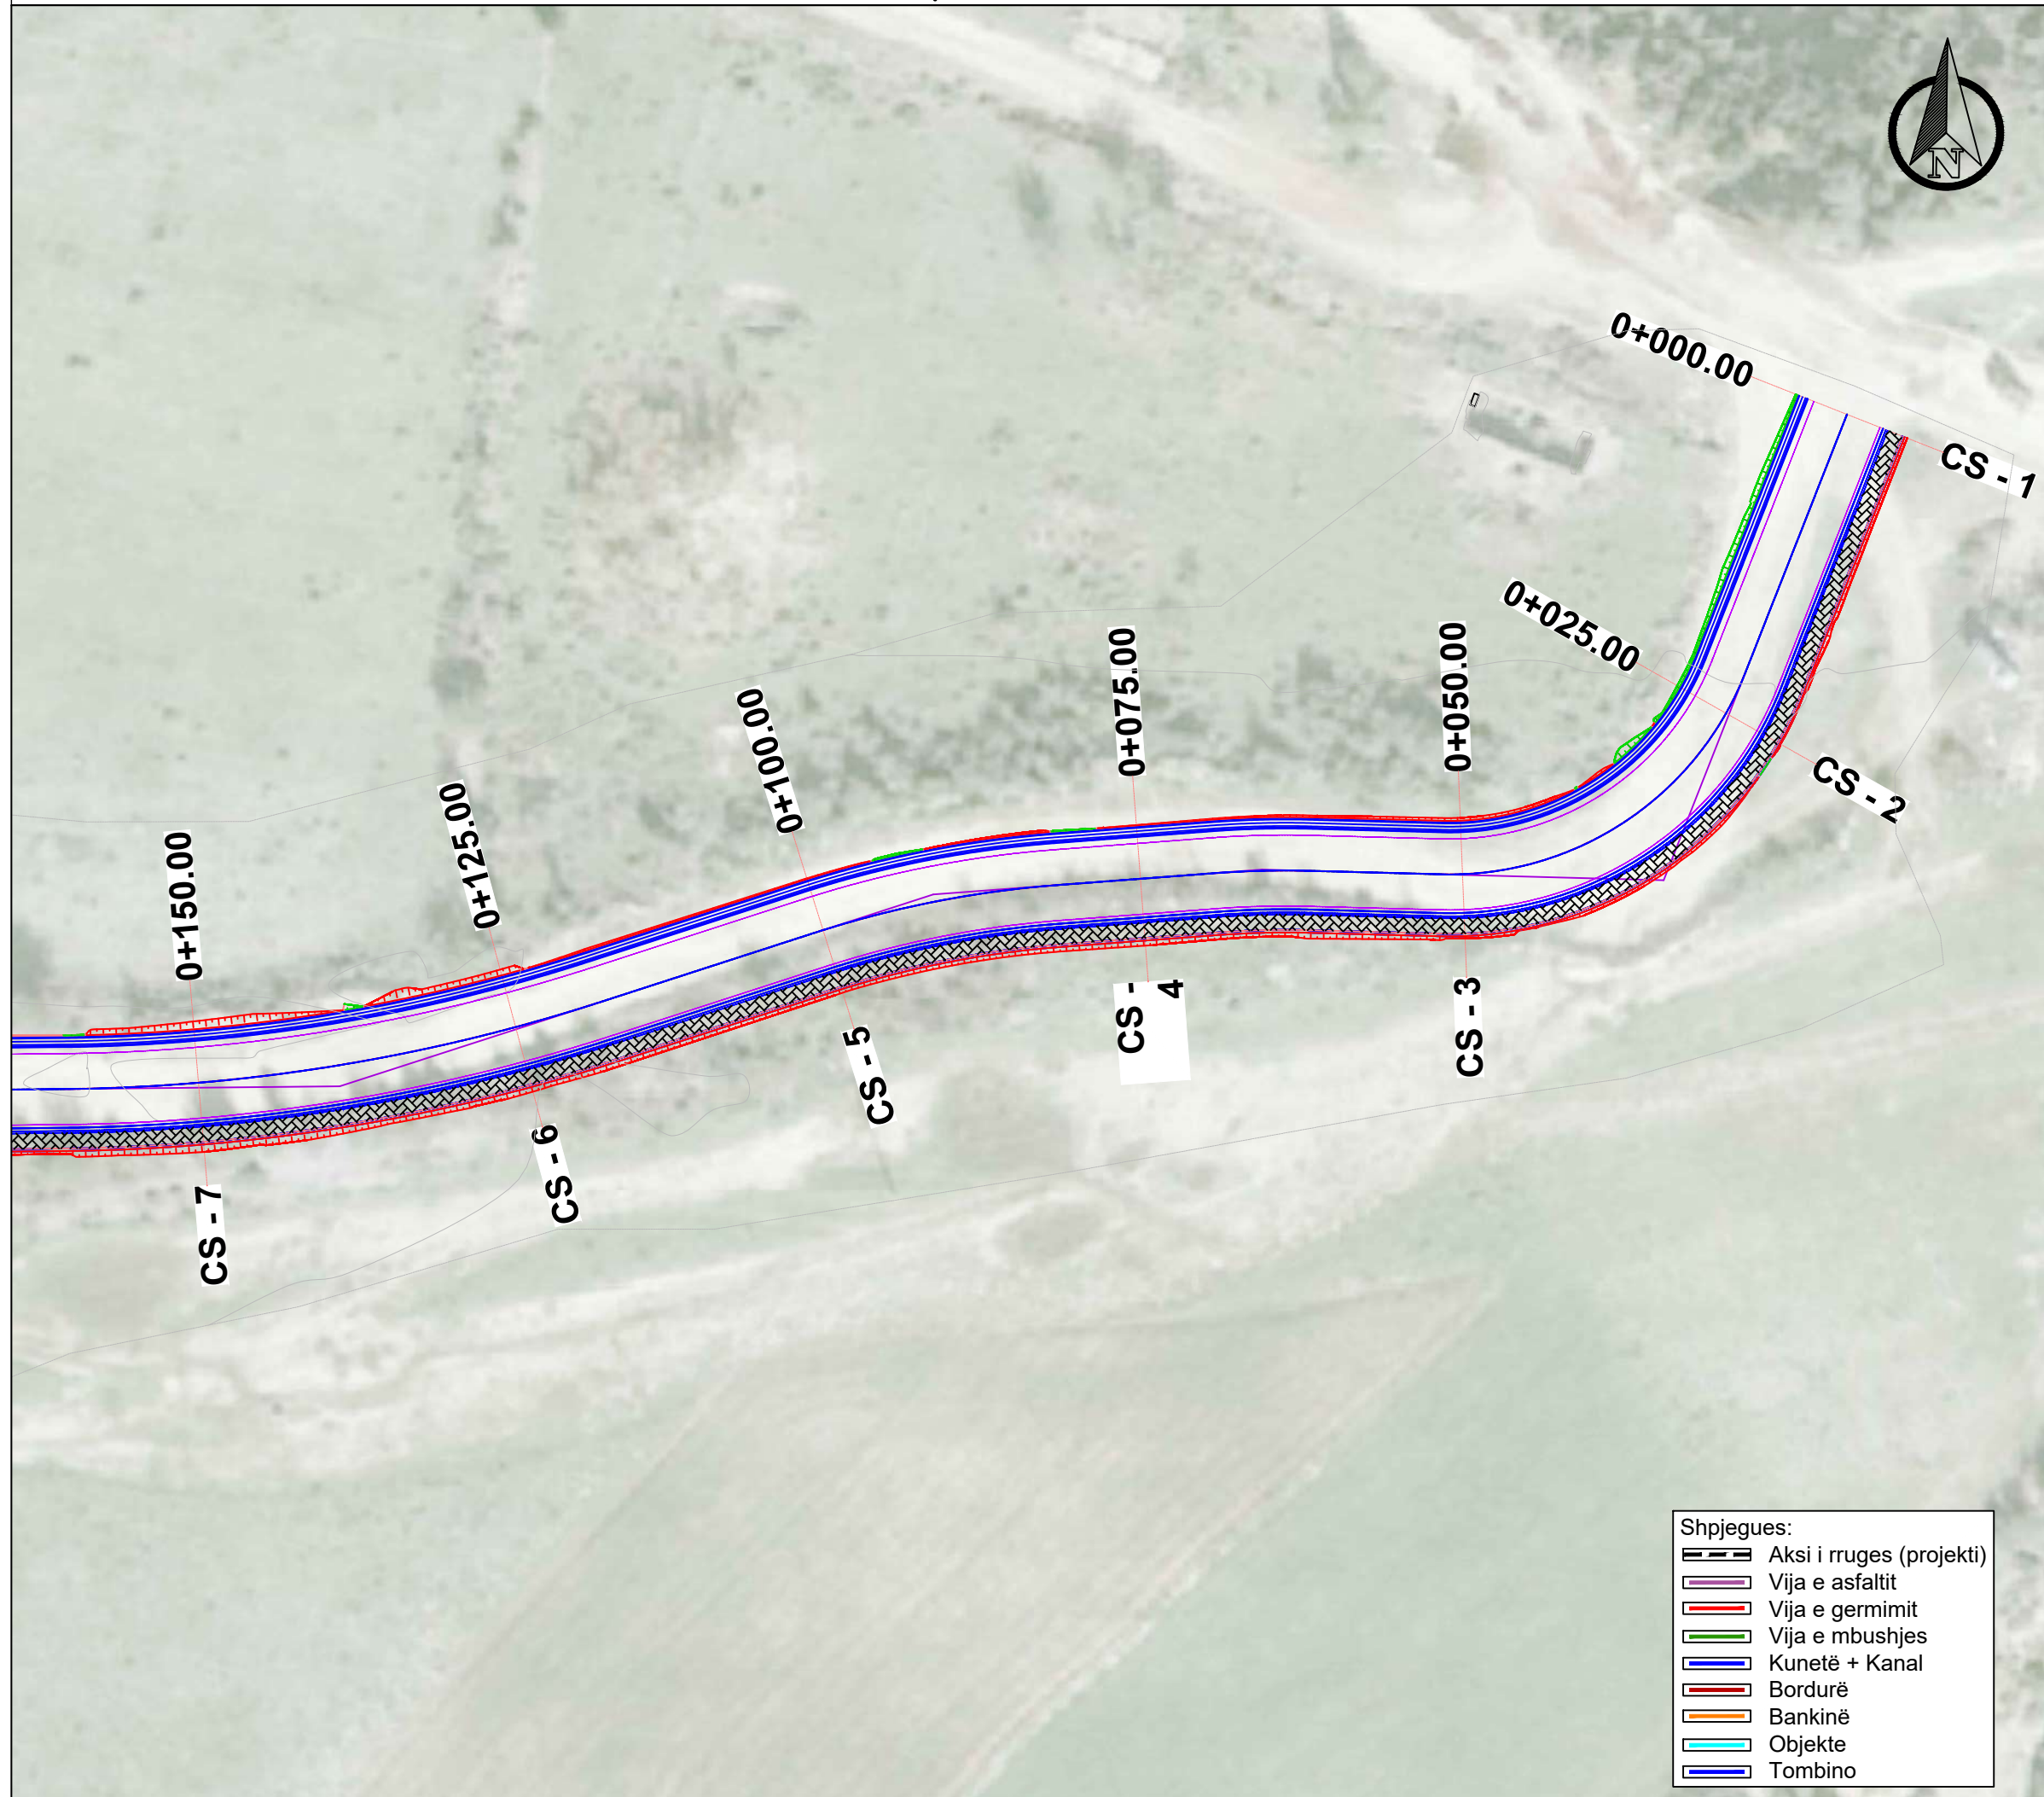 N
0+000.00
CS - 1
0+025.00
CS - 2
0+050.00
CS - 3
0+075.00
CS -
4
0+100.00
CS - 5
0+125.00
CS - 6
0+150.00
CS - 7
Shpjegues:
Aksi i rruges (projekti)
Vija e asfaltit
Vija e germimit
Vija e mbushjes
Kunetë + Kanal
Bordurë
Bankinë
Objekte
Tombino